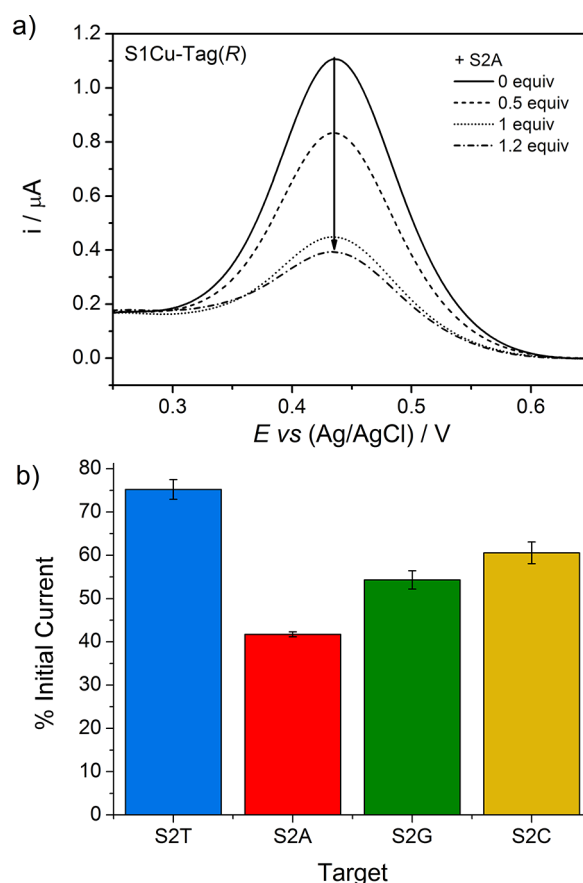 a)
S1Cu-Tag(R)
+ S2A
0 equiv
0.5 equiv
1 equiv
1.2 equiv
1.2
1.0
0.8
0.6
0.4
0.2
0.0
i / μA
0.3 0.4 0.5 0.6
E vs (Ag/AgCl) / V
b)
80
70
60
50
40
30
20
10
0
% Initial Current
S2T S2A S2G S2C
Target